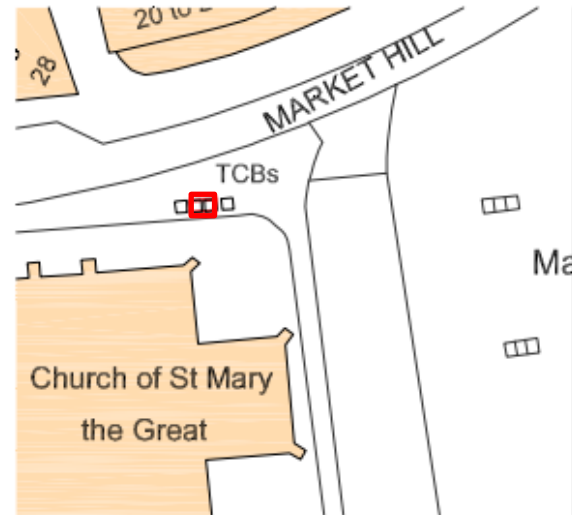 20 to
28
MARKET HILL
TCBs
Ma
Church of St Mary
the Great